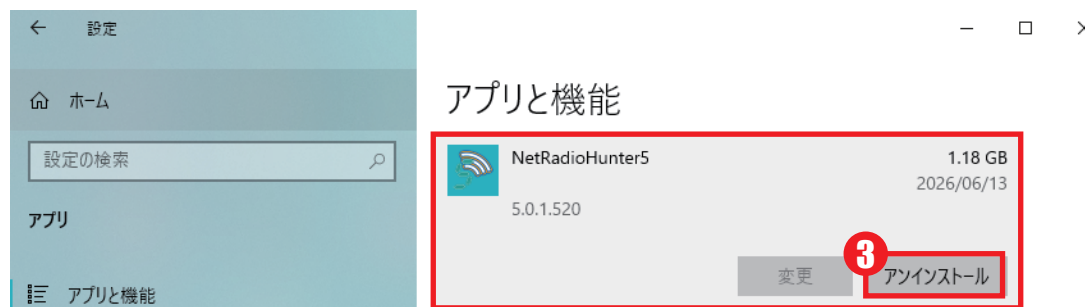 設定
ホーム
設定の検索
アプリ
アプリと機能
アプリと機能
NetRadioHunter5
1.18 GB
2026/06/13
5.0.1.520
変更
3
アンインストール